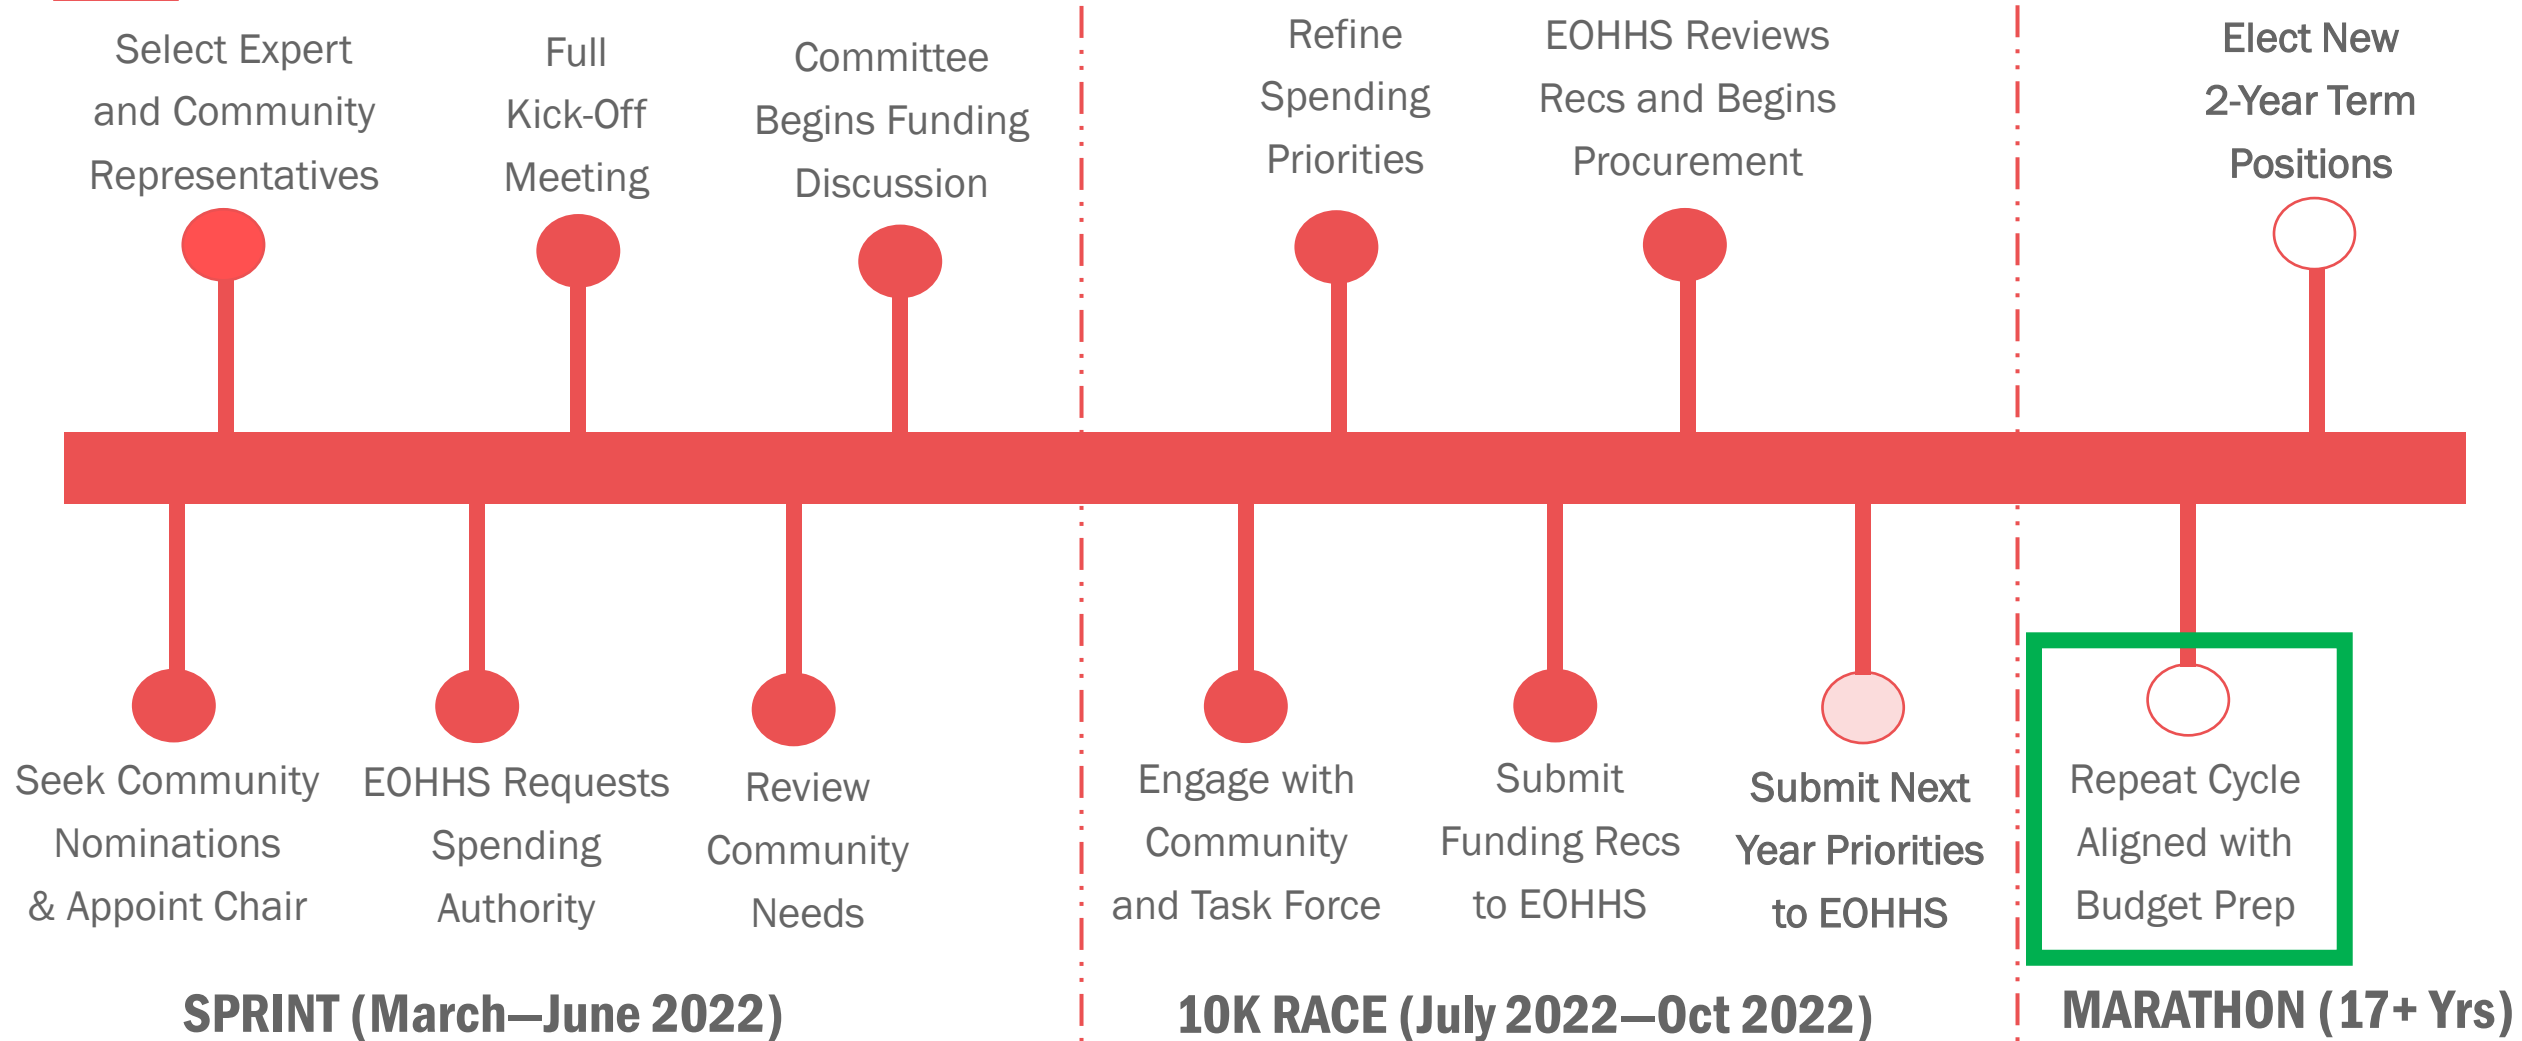 Select Expert
and Community
Representatives
Full
Kick-Off
Meeting
Committee
Begins Funding
Discussion
Refine
Spending
Priorities
EOHHS Reviews
Recs and Begins
Procurement
Elect New
2-Year Term
Positions
Seek Community
Nominations
& Appoint Chair
EOHHS Requests
Spending
Authority
Review
Community
Needs
Engage with
Community
and Task Force
Submit
Funding Recs
to EOHHS
Submit Next
Year Priorities
to EOHHS
Repeat Cycle
Aligned with
Budget Prep
SPRINT (March—June 2022)
10K RACE (July 2022—Oct 2022)
MARATHON (17+ Yrs)